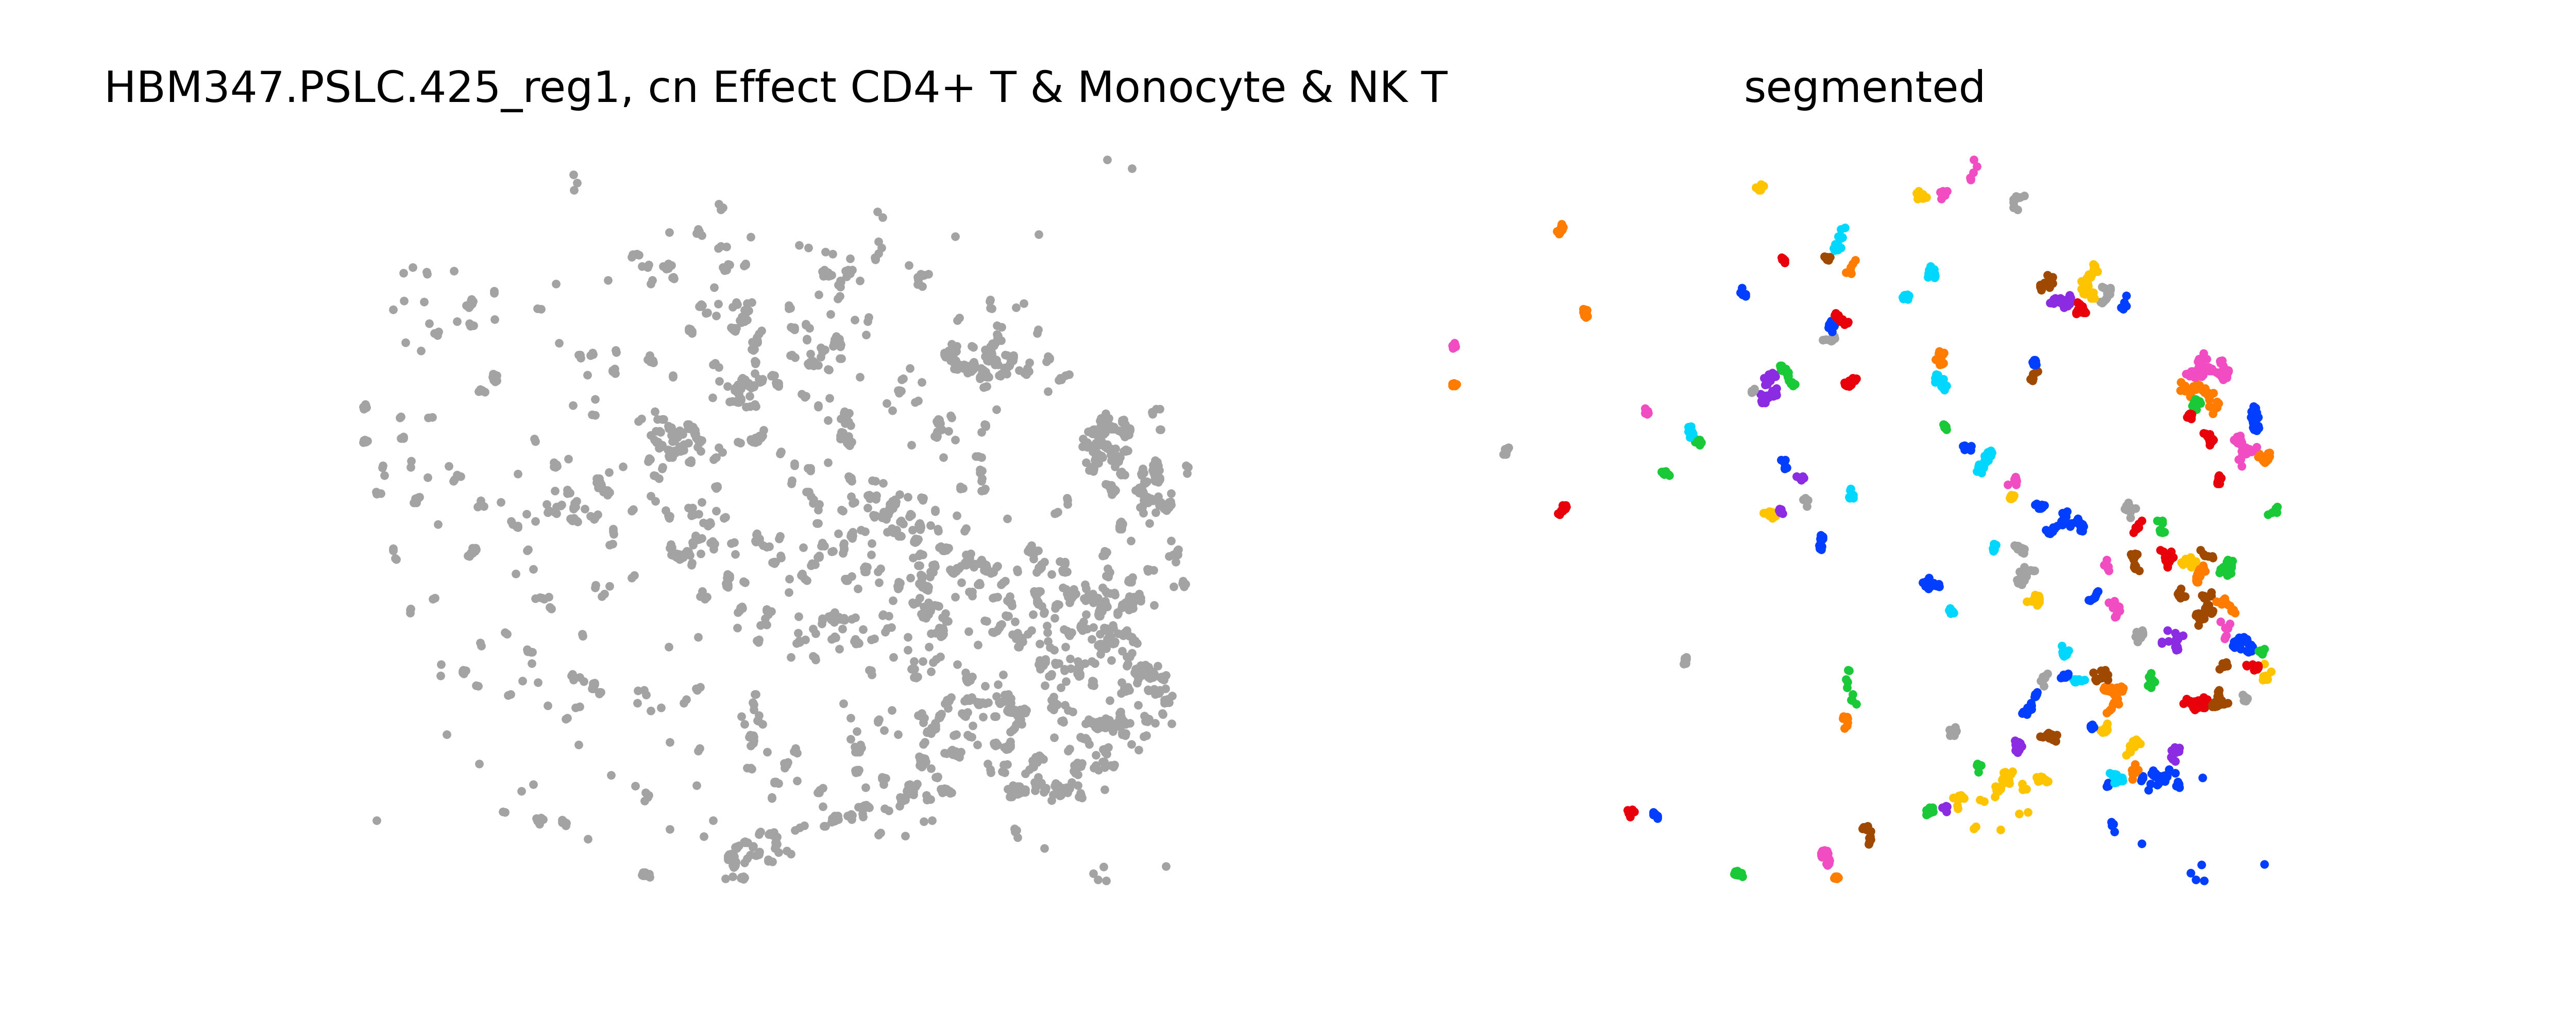 HBM347.PSLC.425_reg1, cn Effect CD4+ T & Monocyte & NK T
segmented